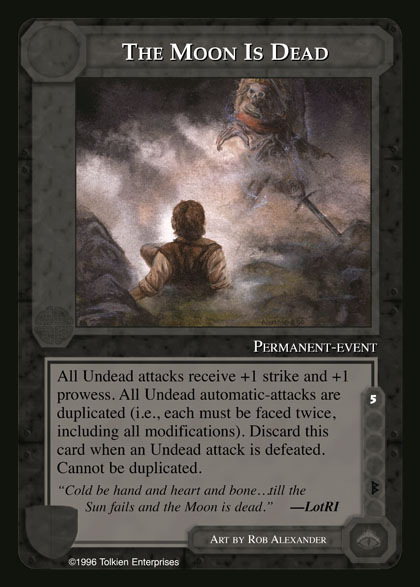 The Moon Is Dead
Permanent-event
All Undead attacks receive +1 strike and +1
prowess. All Undead automatic-attacks are
duplicated (i.e., each must be faced twice,
including all modifications). Discard this
card when an Undead attack is defeated.
Cannot be duplicated.
5
“Cold be hand and heart and bone…till the
Sun fails and the Moon is dead.” —LotRI
Art by Rob Alexander
©1996 Tolkien Enterprises